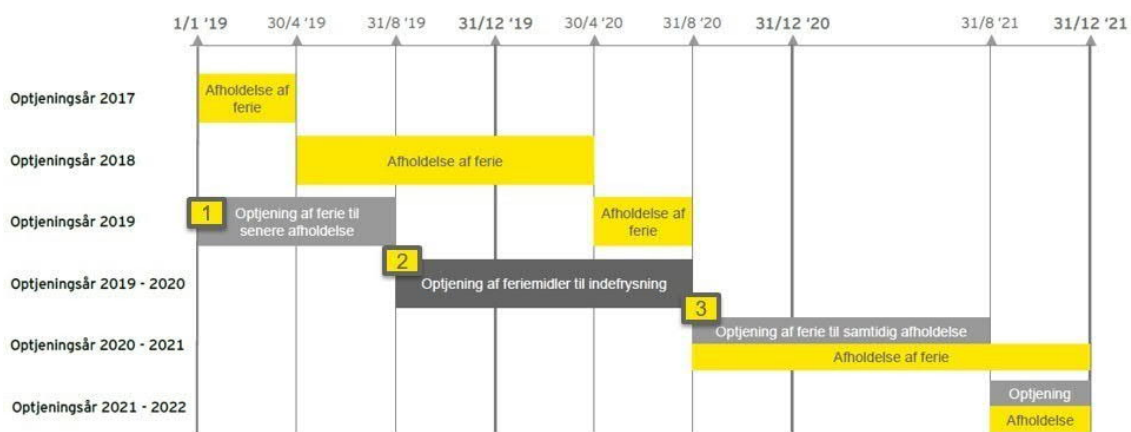 1/1 '19 30/4 '19 31/8 '19 31/12 '19 30/4 '20 31/8 '20 31/12 '20 31/8 '21 31/12 '21
Optjeningsår 2017
Afholdelse af
ferie
Optjeningsår 2018
Afholdelse af ferie
Optjeningsår 2019
1
Optjening af ferie til
senere afholdelse
Afholdelse af
ferie
Optjeningsår 2019 - 2020
2
Optjening af feriemidler til indefrysning
Optjeningsår 2020 - 2021
3
Optjening af ferie til samtidig afholdelse
Afholdelse af ferie
Optjeningsår 2021 - 2022
Optjening
Afholdelse